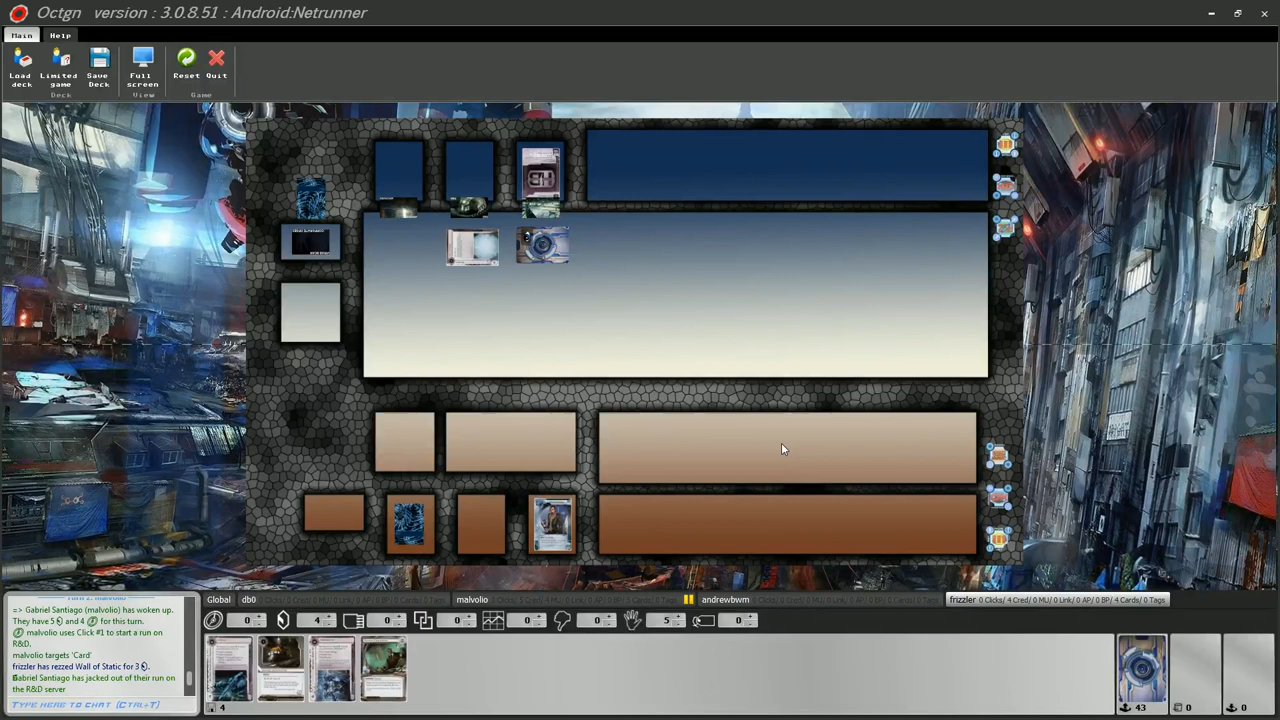 Octgn version : 3.0.8.51 : Android:Netrunner
Main Help
Load deck
Limited game
Save Deck
Full screen
Reset
Quit
Deck
View
Game
=> Gabriel Santiago (malvolio) has woken up.
They have 5 and 4 for this turn.
malvolio uses Click #1 to start a run on
R&D.
malvolio targets 'Card'
frizzler has rezzed Wall of Static for 3 .
Gabriel Santiago has jacked out of their run on
the R&D server
TYPE HERE TO CHAT (CTRL+T)
Global
db0
malvolio
andrewbwm
frizzler 0 Clicks/ 4 Cred/ 0 MU/ 0 Link/ 0 AP/ 0 BP/ 4 Cards/ 0 Tags
0 4 0 0 0 0 5 0
4
43 0 0